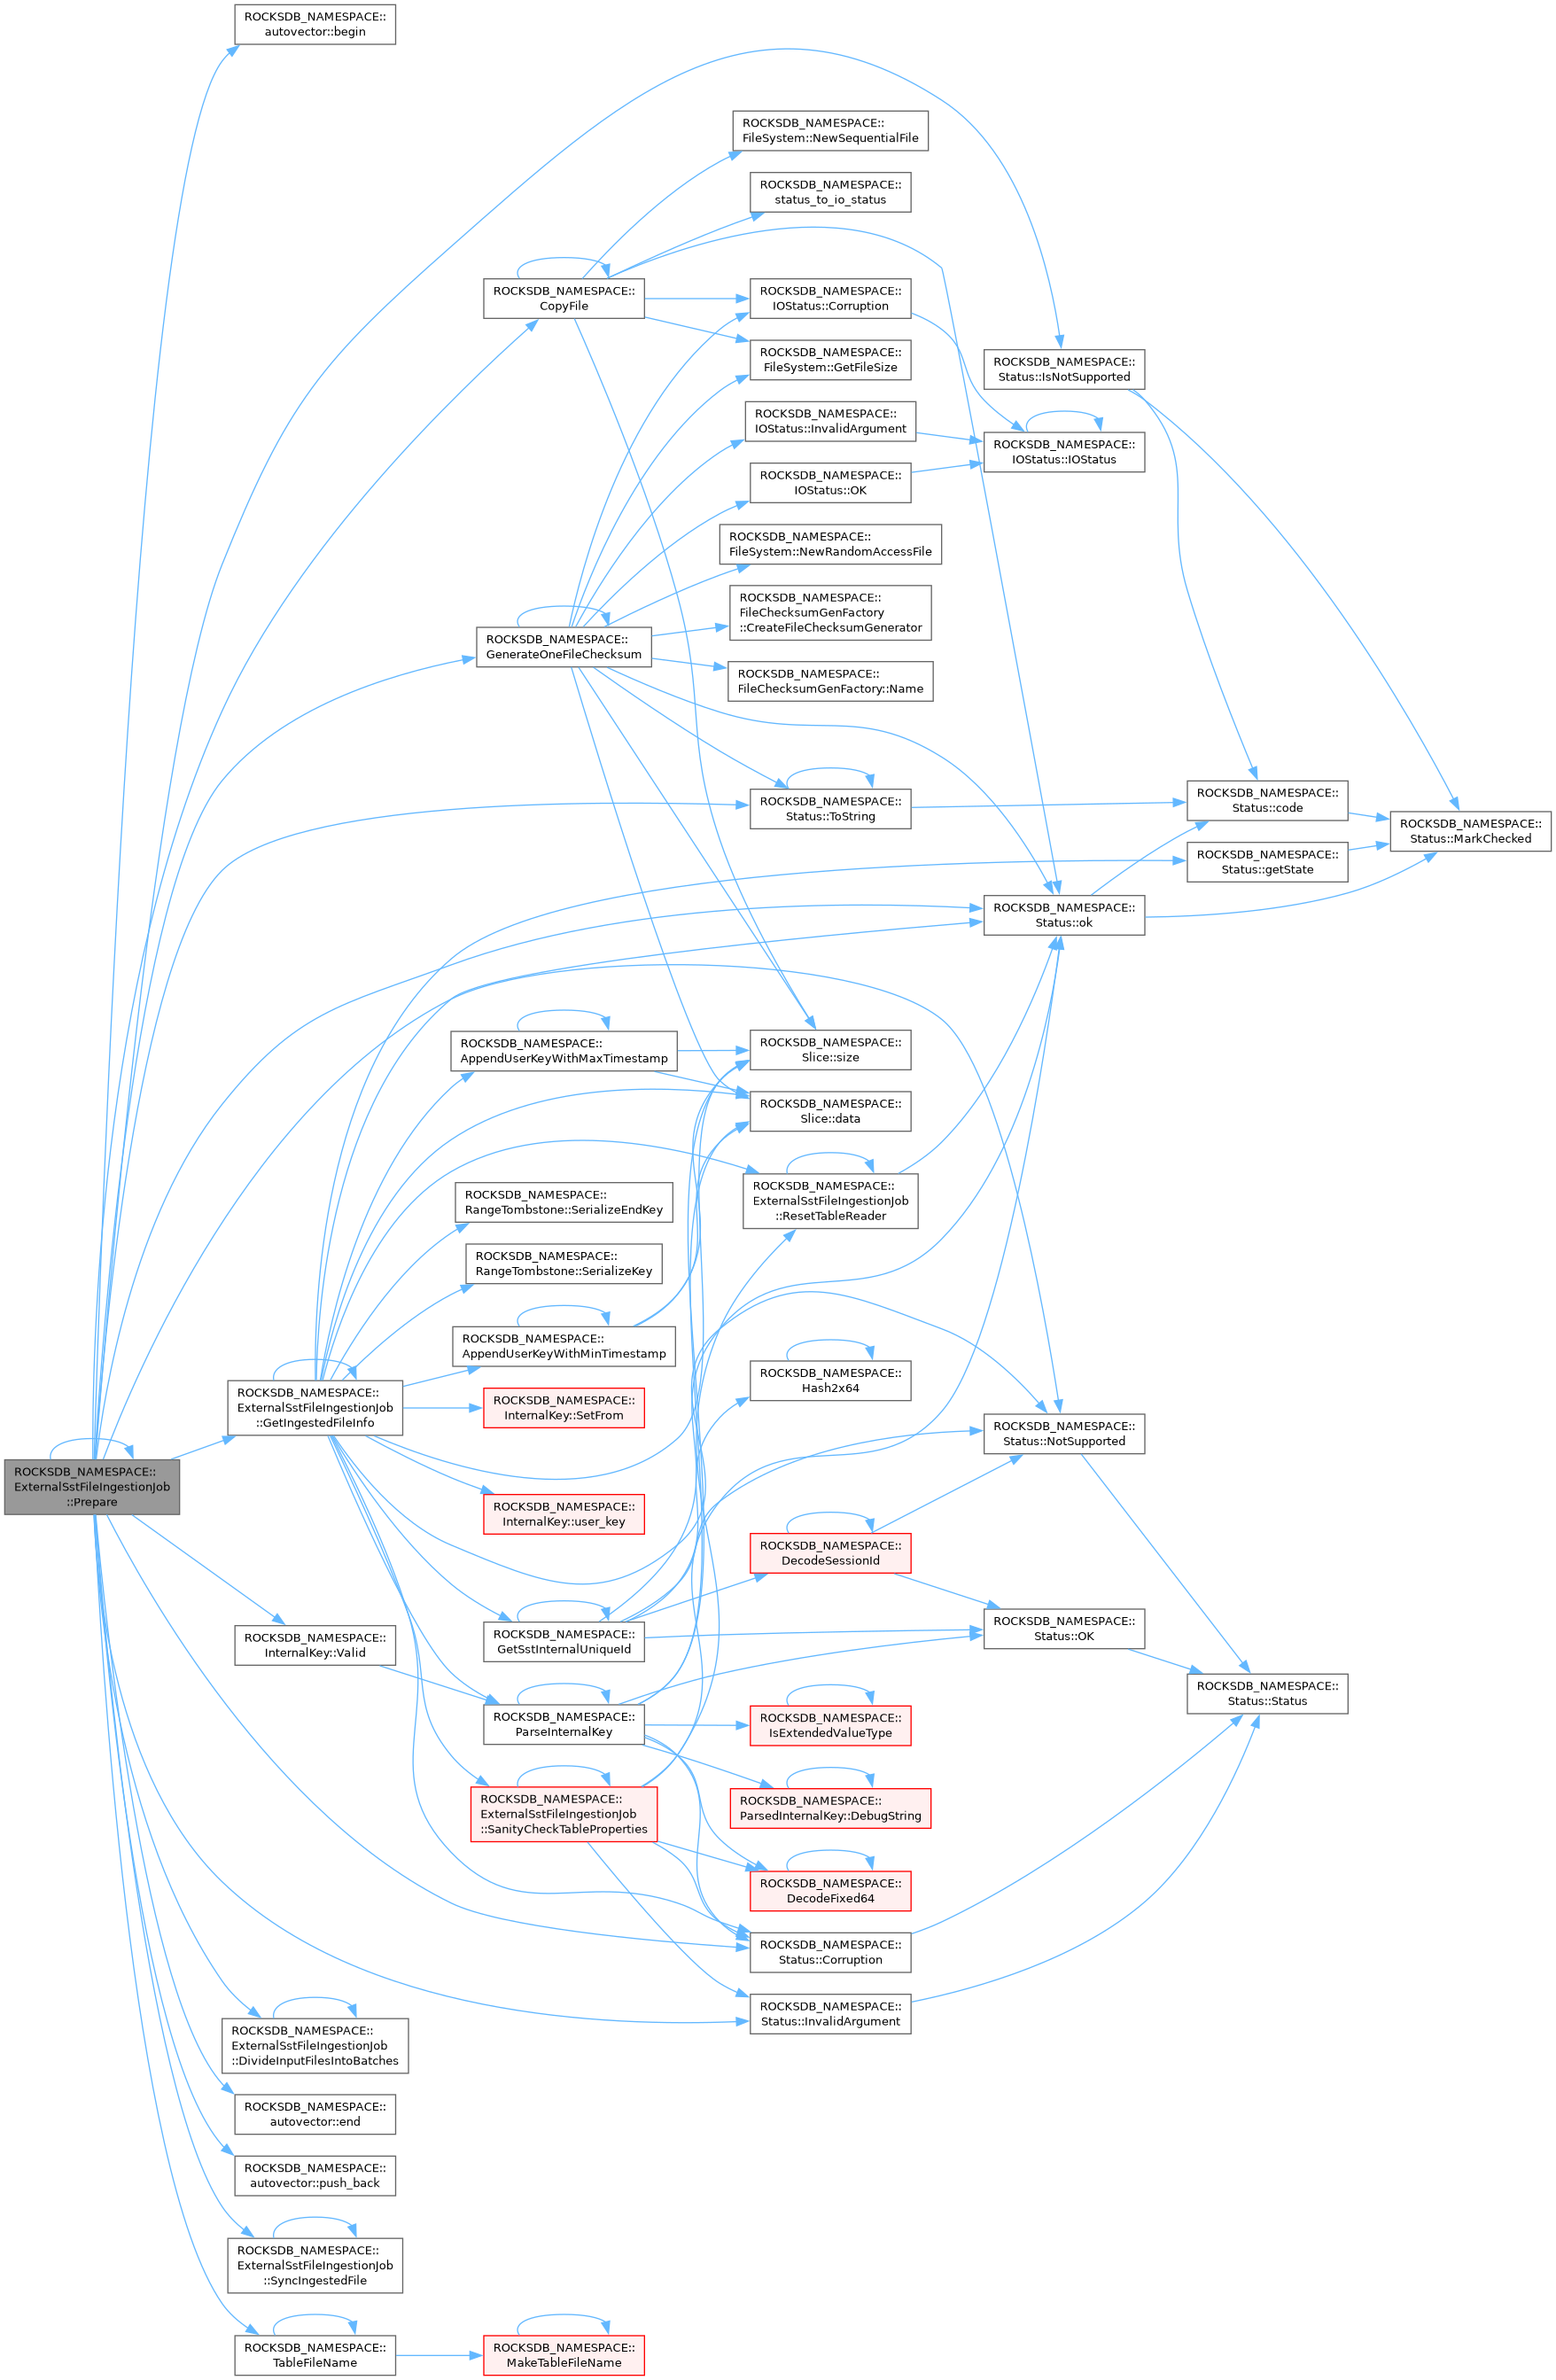 ROCKSDB_NAMESPACE::
autovector::begin
ROCKSDB_NAMESPACE::
FileSystem::NewSequentialFile
ROCKSDB_NAMESPACE::
status_to_io_status
ROCKSDB_NAMESPACE::
CopyFile
ROCKSDB_NAMESPACE::
IOStatus::Corruption
ROCKSDB_NAMESPACE::
FileSystem::GetFileSize
ROCKSDB_NAMESPACE::
Status::IsNotSupported
ROCKSDB_NAMESPACE::
IOStatus::InvalidArgument
ROCKSDB_NAMESPACE::
IOStatus::IOStatus
ROCKSDB_NAMESPACE::
IOStatus::OK
ROCKSDB_NAMESPACE::
FileSystem::NewRandomAccessFile
ROCKSDB_NAMESPACE::
FileChecksumGenFactory
::CreateFileChecksumGenerator
ROCKSDB_NAMESPACE::
GenerateOneFileChecksum
ROCKSDB_NAMESPACE::
FileChecksumGenFactory::Name
ROCKSDB_NAMESPACE::
Status::ToString
ROCKSDB_NAMESPACE::
Status::code
ROCKSDB_NAMESPACE::
Status::MarkChecked
ROCKSDB_NAMESPACE::
Status::getState
ROCKSDB_NAMESPACE::
Status::ok
ROCKSDB_NAMESPACE::
AppendUserKeyWithMaxTimestamp
ROCKSDB_NAMESPACE::
Slice::size
ROCKSDB_NAMESPACE::
Slice::data
ROCKSDB_NAMESPACE::
ExternalSstFileIngestionJob
::ResetTableReader
ROCKSDB_NAMESPACE::
RangeTombstone::SerializeEndKey
ROCKSDB_NAMESPACE::
RangeTombstone::SerializeKey
ROCKSDB_NAMESPACE::
AppendUserKeyWithMinTimestamp
ROCKSDB_NAMESPACE::
Hash2x64
ROCKSDB_NAMESPACE::
ExternalSstFileIngestionJob
::GetIngestedFileInfo
ROCKSDB_NAMESPACE::
InternalKey::SetFrom
ROCKSDB_NAMESPACE::
Status::NotSupported
ROCKSDB_NAMESPACE::
ExternalSstFileIngestionJob
::Prepare
ROCKSDB_NAMESPACE::
InternalKey::user_key
ROCKSDB_NAMESPACE::
DecodeSessionId
ROCKSDB_NAMESPACE::
InternalKey::Valid
ROCKSDB_NAMESPACE::
GetSstInternalUniqueId
ROCKSDB_NAMESPACE::
Status::OK
ROCKSDB_NAMESPACE::
Status::Status
ROCKSDB_NAMESPACE::
ParseInternalKey
ROCKSDB_NAMESPACE::
IsExtendedValueType
ROCKSDB_NAMESPACE::
ExternalSstFileIngestionJob
::SanityCheckTableProperties
ROCKSDB_NAMESPACE::
ParsedInternalKey::DebugString
ROCKSDB_NAMESPACE::
DecodeFixed64
ROCKSDB_NAMESPACE::
Status::Corruption
ROCKSDB_NAMESPACE::
Status::InvalidArgument
ROCKSDB_NAMESPACE::
ExternalSstFileIngestionJob
::DivideInputFilesIntoBatches
ROCKSDB_NAMESPACE::
autovector::end
ROCKSDB_NAMESPACE::
autovector::push_back
ROCKSDB_NAMESPACE::
ExternalSstFileIngestionJob
::SyncIngestedFile
ROCKSDB_NAMESPACE::
TableFileName
ROCKSDB_NAMESPACE::
MakeTableFileName